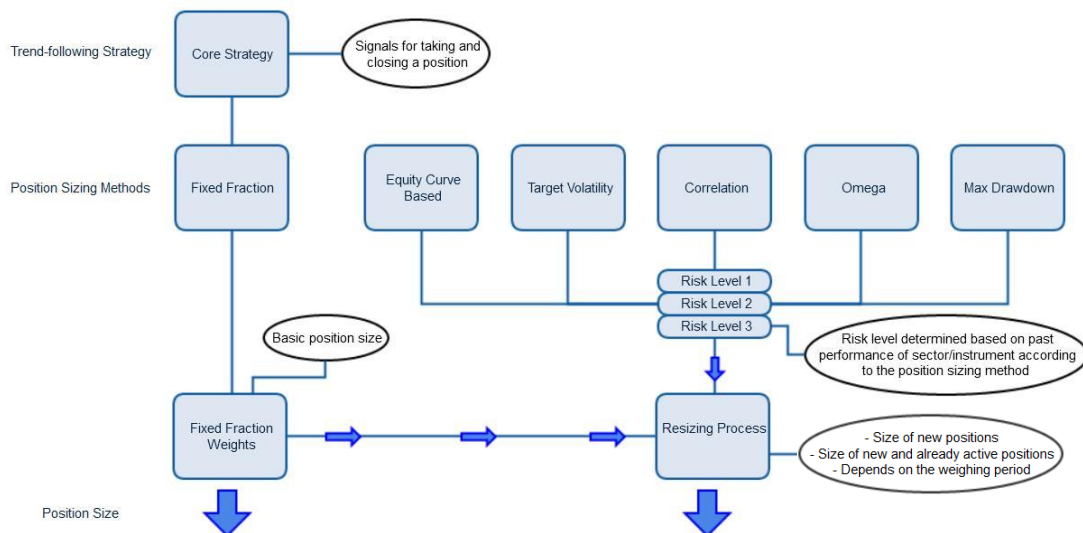 Trend-following Strategy
Core Strategy
Signals for taking and
closing a position
Position Sizing Methods
Fixed Fraction
Equity Curve
Based
Target Volatility
Correlation
Omega
Max Drawdown
Risk Level 1
Risk Level 2
Risk Level 3
Basic position size
Risk level determined based on past
performance of sector/instrument according
to the position sizing method
Fixed Fraction
Weights
Resizing Process
- Size of new positions
- Size of new and already active positions
- Depends on the weighing period
Position Size